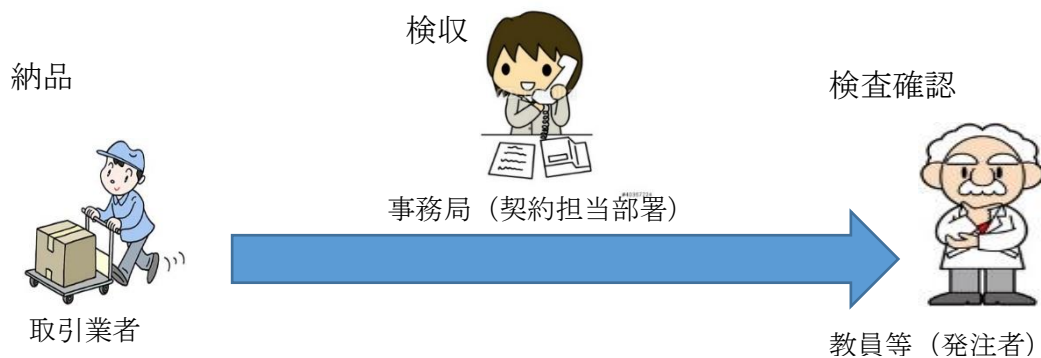 検収
納品
検査確認
事務局（契約担当部署）
取引業者
教員等（発注者）